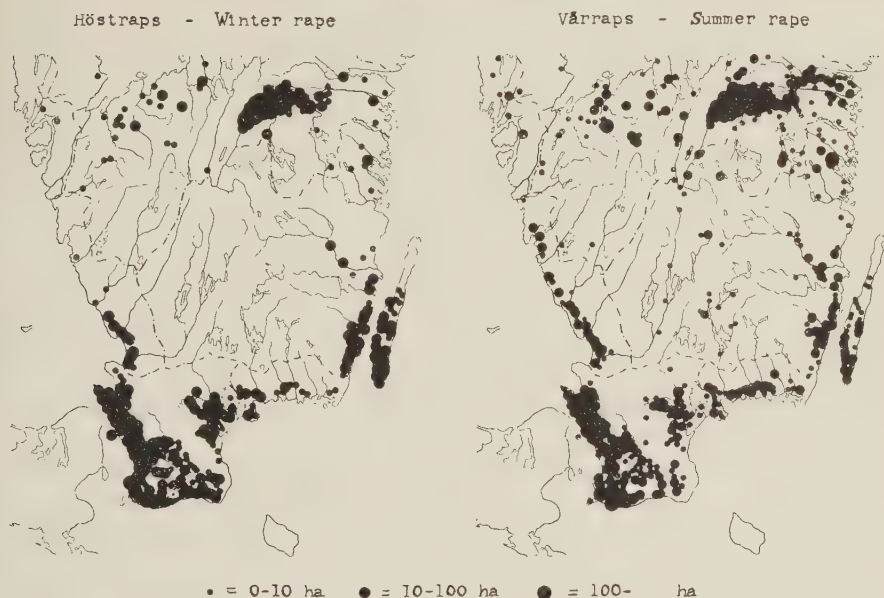 Höstraps - Winter rape
Vårraps - Summer rape
• = 0-10 ha ● = 10-100 ha ● = 100- ha